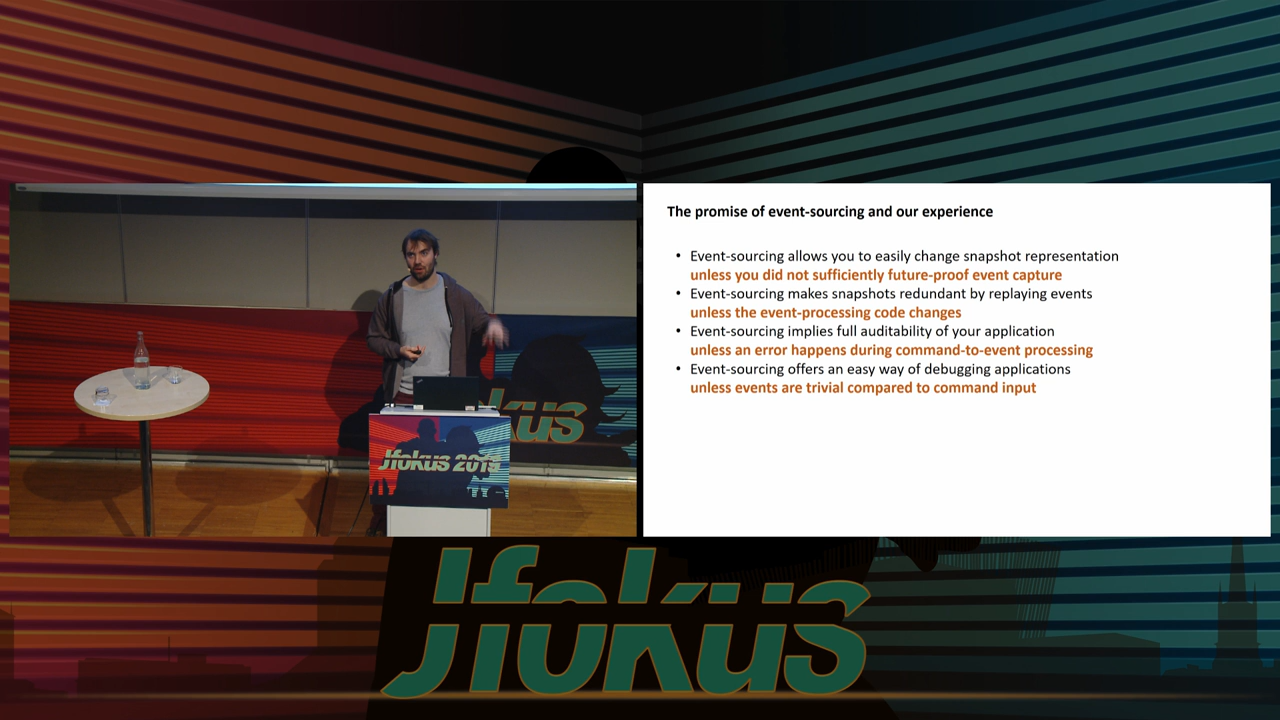 The promise of event-sourcing and our experience
• Event-sourcing allows you to easily change snapshot representation
unless you did not sufficiently future-proof event capture
• Event-sourcing makes snapshots redundant by replaying events
unless the event-processing code changes
• Event-sourcing implies full auditability of your application
unless an error happens during command-to-event processing
• Event-sourcing offers an easy way of debugging applications
unless events are trivial compared to command input
kus
Jfokus 2019
Jfokus